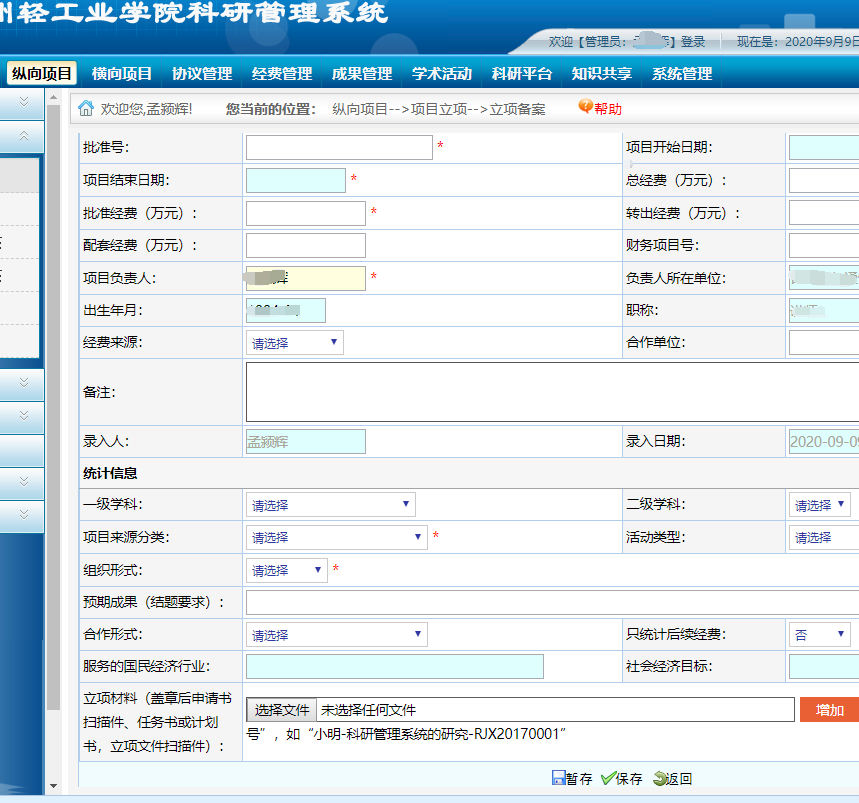 州轻工业学院科研管理系统
欢迎【管理员: 辉】登录 现在是: 2020年9月9日
纵向项目 横向项目 协议管理 经费管理 成果管理 学术活动 科研平台 知识共享 系统管理
欢迎您,孟颍辉! 您当前的位置: 纵向项目-->项目立项-->立项备案 帮助
批准号: * 项目开始日期:
项目结束日期: * 总经费（万元）:
批准经费（万元）: * 转出经费（万元）:
配套经费（万元）: 财务项目号:
项目负责人: 辉 * 负责人所在单位:
出生年月: 职称:
经费来源: 请选择 合作单位:
备注:
录入人: 孟颍辉 录入日期: 2020-09-09
统计信息
一级学科: 请选择 二级学科: 请选择
项目来源分类: 请选择 * 活动类型: 请选择
组织形式: 请选择 *
预期成果（结题要求）:
合作形式: 请选择 只统计后续经费: 否
服务的国民经济行业: 社会经济目标:
立项材料（盖章后申请书
扫描件、任务书或计划
书，立项文件扫描件）:
选择文件 未选择任何文件 增加
号”，如“小明-科研管理系统的研究-RJX20170001”
暂存 保存 返回